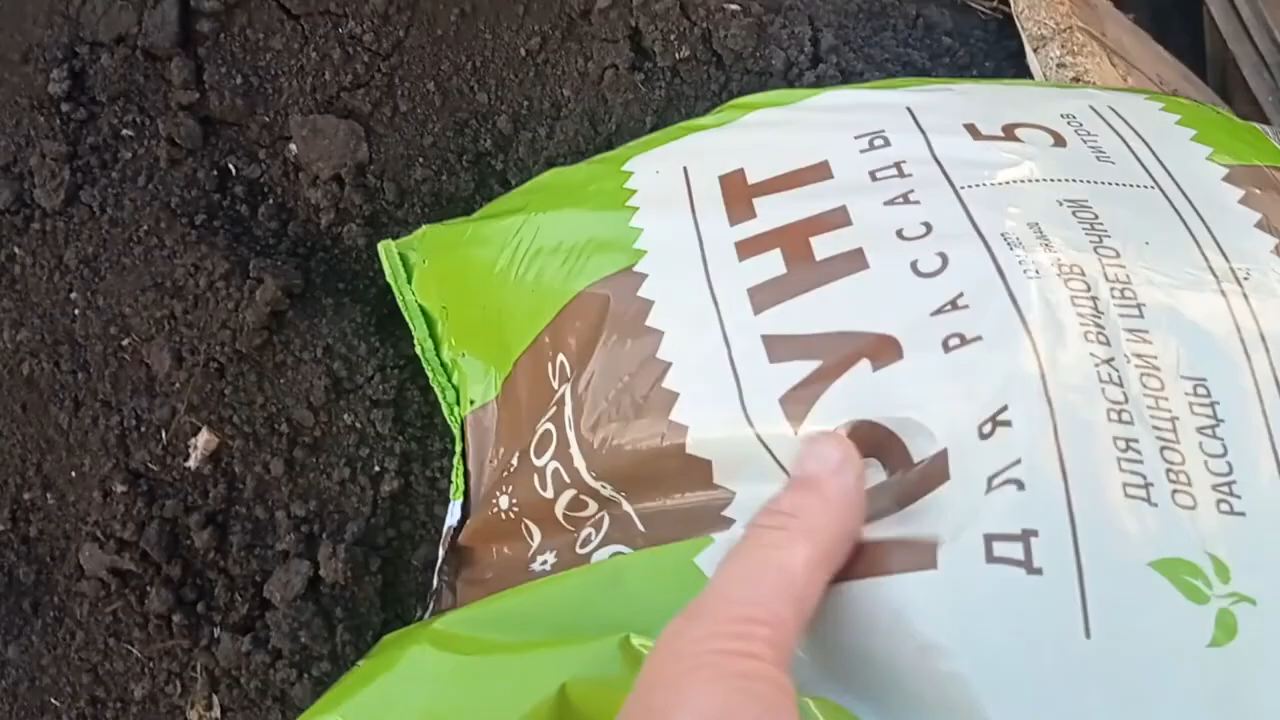 ГРУНТ
ДЛЯ РАССАДЫ
5
ЛИТРОВ
ДЛЯ ВСЕХ ВИДОВ
ОВОЩНОЙ И ЦВЕТОЧНОЙ
РАССАДЫ